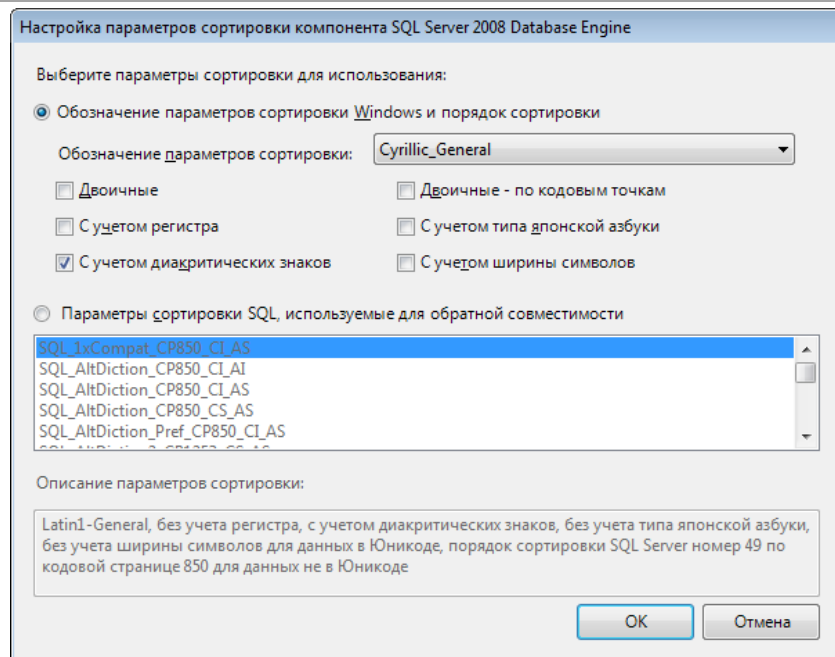 Настройка параметров сортировки компонента SQL Server 2008 Database Engine
Выберите параметры сортировки для использования:
Обозначение параметров сортировки Windows и порядок сортировки
Обозначение параметров сортировки: Cyrillic_General
Двоичные
Двоичные - по кодовым точкам
С учетом регистра
С учетом типа японской азбуки
С учетом диакритических знаков
С учетом ширины символов
Параметры сортировки SQL, используемые для обратной совместимости
SQL_1xCompat_CP850_CI_AS
SQL_AltDiction_CP850_CI_AI
SQL_AltDiction_CP850_CI_AS
SQL_AltDiction_CP850_CS_AS
SQL_AltDiction_Pref_CP850_CI_AS
Описание параметров сортировки:
Latin1-General, без учета регистра, с учетом диакритических знаков, без учета типа японской азбуки,
без учета ширины символов для данных в Юникоде, порядок сортировки SQL Server номер 49 по
кодовой странице 850 для данных не в Юникоде
OK
Отмена